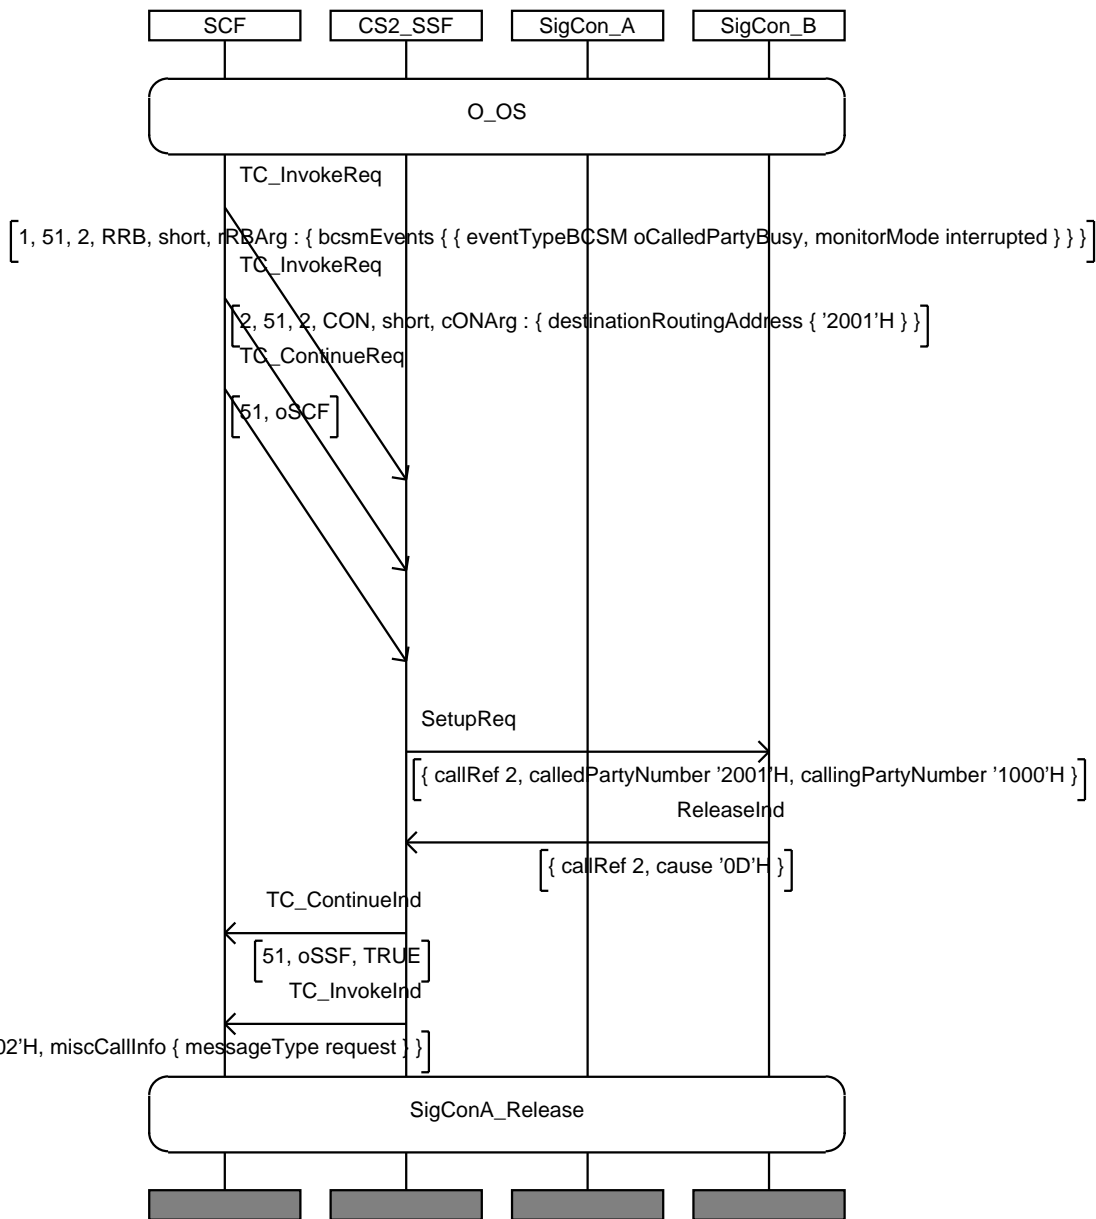 SCF CS2_SSF SigCon_A SigCon_B
O_OS
TC_InvokeReq
1, 51, 2, RRB, short, rRBArg : { bcsmEvents { { eventTypeBCSM oCalledPartyBusy, monitorMode interrupted } } }
TC_InvokeReq
2, 51, 2, CON, short, cONArg : { destinationRoutingAddress { ’2001’H } }
TC_ContinueReq
51, oSCF
SetupReq
{ callRef 2, calledPartyNumber ’2001’H, callingPartyNumber ’1000’H }
ReleaseInd
{ callRef 2, cause ’0D’H }
TC_ContinueInd
51, oSSF, TRUE
TC_InvokeInd
02’H, miscCallInfo { messageType request } }
SigConA_Release